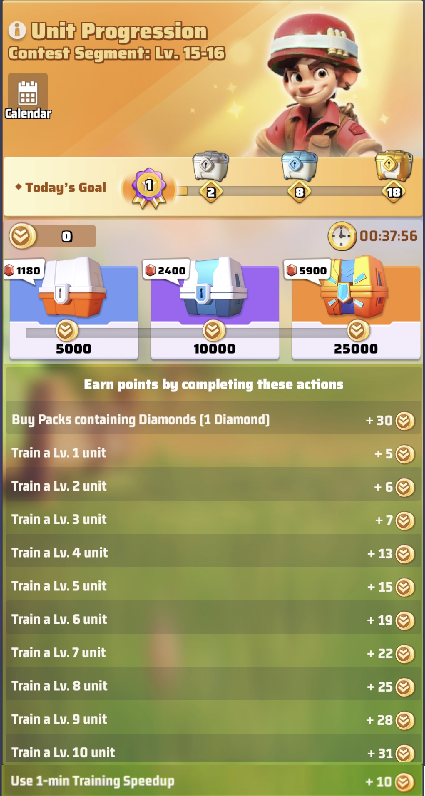 Unit Progression
Contest Segment: Lv. 15-16
Calendar
Today's Goal
1
2
8
18
0
00:37:56
1180
2400
5900
5000
10000
25000
Earn points by completing these actions
Buy Packs containing Diamonds (1 Diamond) +30
Train a Lv. 1 unit +5
Train a Lv. 2 unit +6
Train a Lv. 3 unit +7
Train a Lv. 4 unit +13
Train a Lv. 5 unit +15
Train a Lv. 6 unit +19
Train a Lv. 7 unit +22
Train a Lv. 8 unit +25
Train a Lv. 9 unit +28
Train a Lv. 10 unit +31
Use 1-min Training Speedup +10